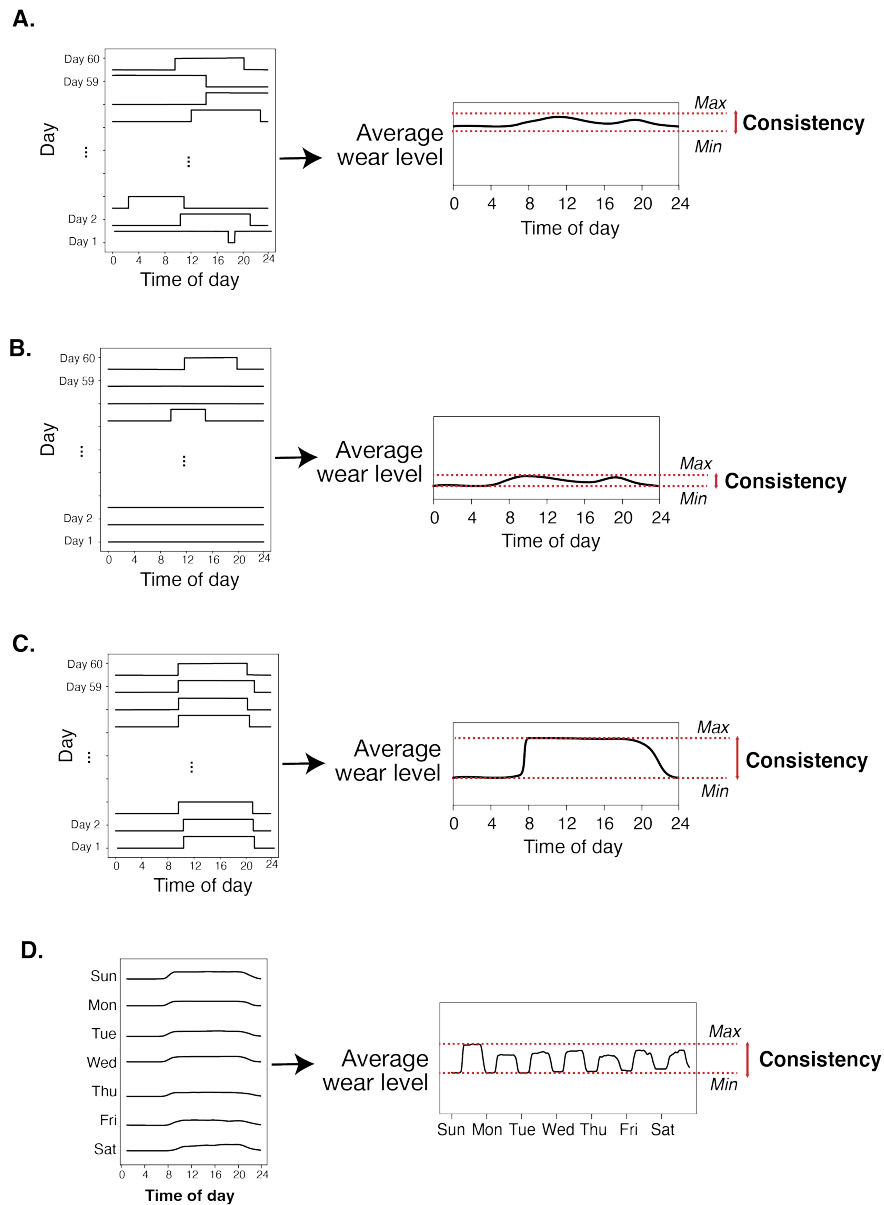 A.
Day 60
Day 59
Day
...
...
Day 2
Day 1
0 4 8 12 16 20 24
Time of day
Average
wear level
Max
Consistency
Min
0 4 8 12 16 20 24
Time of day
B.
Day 60
Day 59
Day
...
...
Day 2
Day 1
0 4 8 12 16 20 24
Time of day
Average
wear level
Max
Consistency
Min
0 4 8 12 16 20 24
Time of day
C.
Day 60
Day 59
Day
...
...
Day 2
Day 1
0 4 8 12 16 20 24
Time of day
Average
wear level
Max
Consistency
Min
0 4 8 12 16 20 24
Time of day
D.
Sun
Mon
Tue
Wed
Thu
Fri
Sat
0 4 8 12 16 20 24
Time of day
Average
wear level
Max
Consistency
Min
Sun Mon Tue Wed Thu Fri Sat